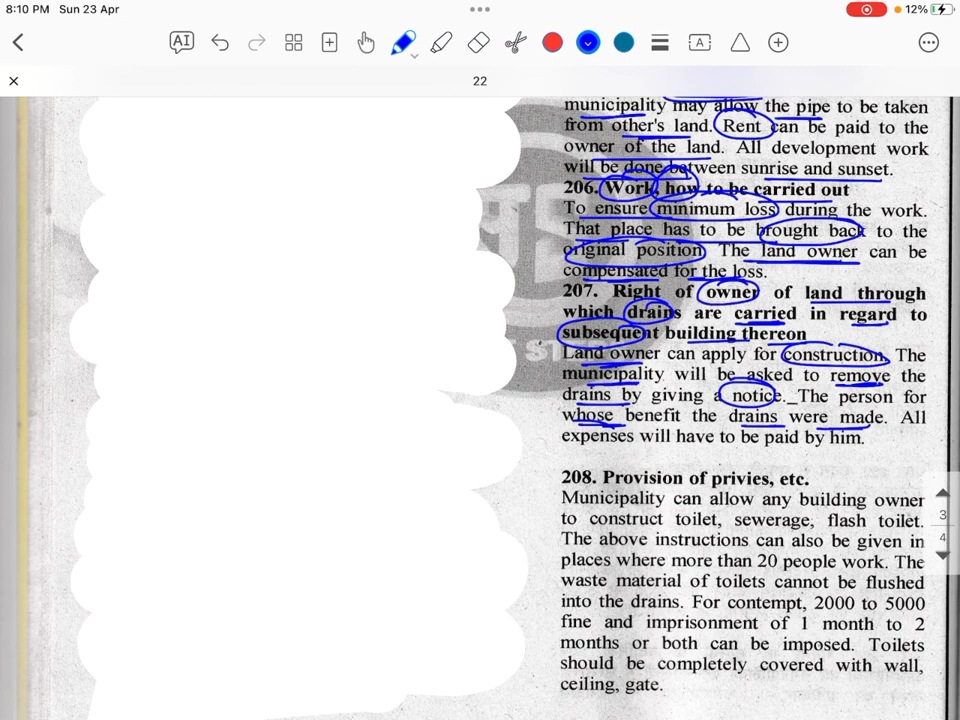 8:10 PM Sun 23 Apr
12%
AI
A
22
municipality may allow the pipe to be taken
from other's land. Rent can be paid to the
owner of the land. All development work
will be done between sunrise and sunset.
206. Work, how to be carried out
To ensure minimum loss during the work.
That place has to be brought back to the
original position. The land owner can be
compensated for the loss.
207. Right of owner of land through
which drains are carried in regard to
subsequent building thereon
Land owner can apply for construction. The
municipality will be asked to remove the
drains by giving a notice. The person for
whose benefit the drains were made. All
expenses will have to be paid by him.
208. Provision of privies, etc.
Municipality can allow any building owner
to construct toilet, sewerage, flash toilet.
The above instructions can also be given in
places where more than 20 people work. The
waste material of toilets cannot be flushed
into the drains. For contempt, 2000 to 5000
fine and imprisonment of 1 month to 2
months or both can be imposed. Toilets
should be completely covered with wall,
ceiling, gate.
3
4